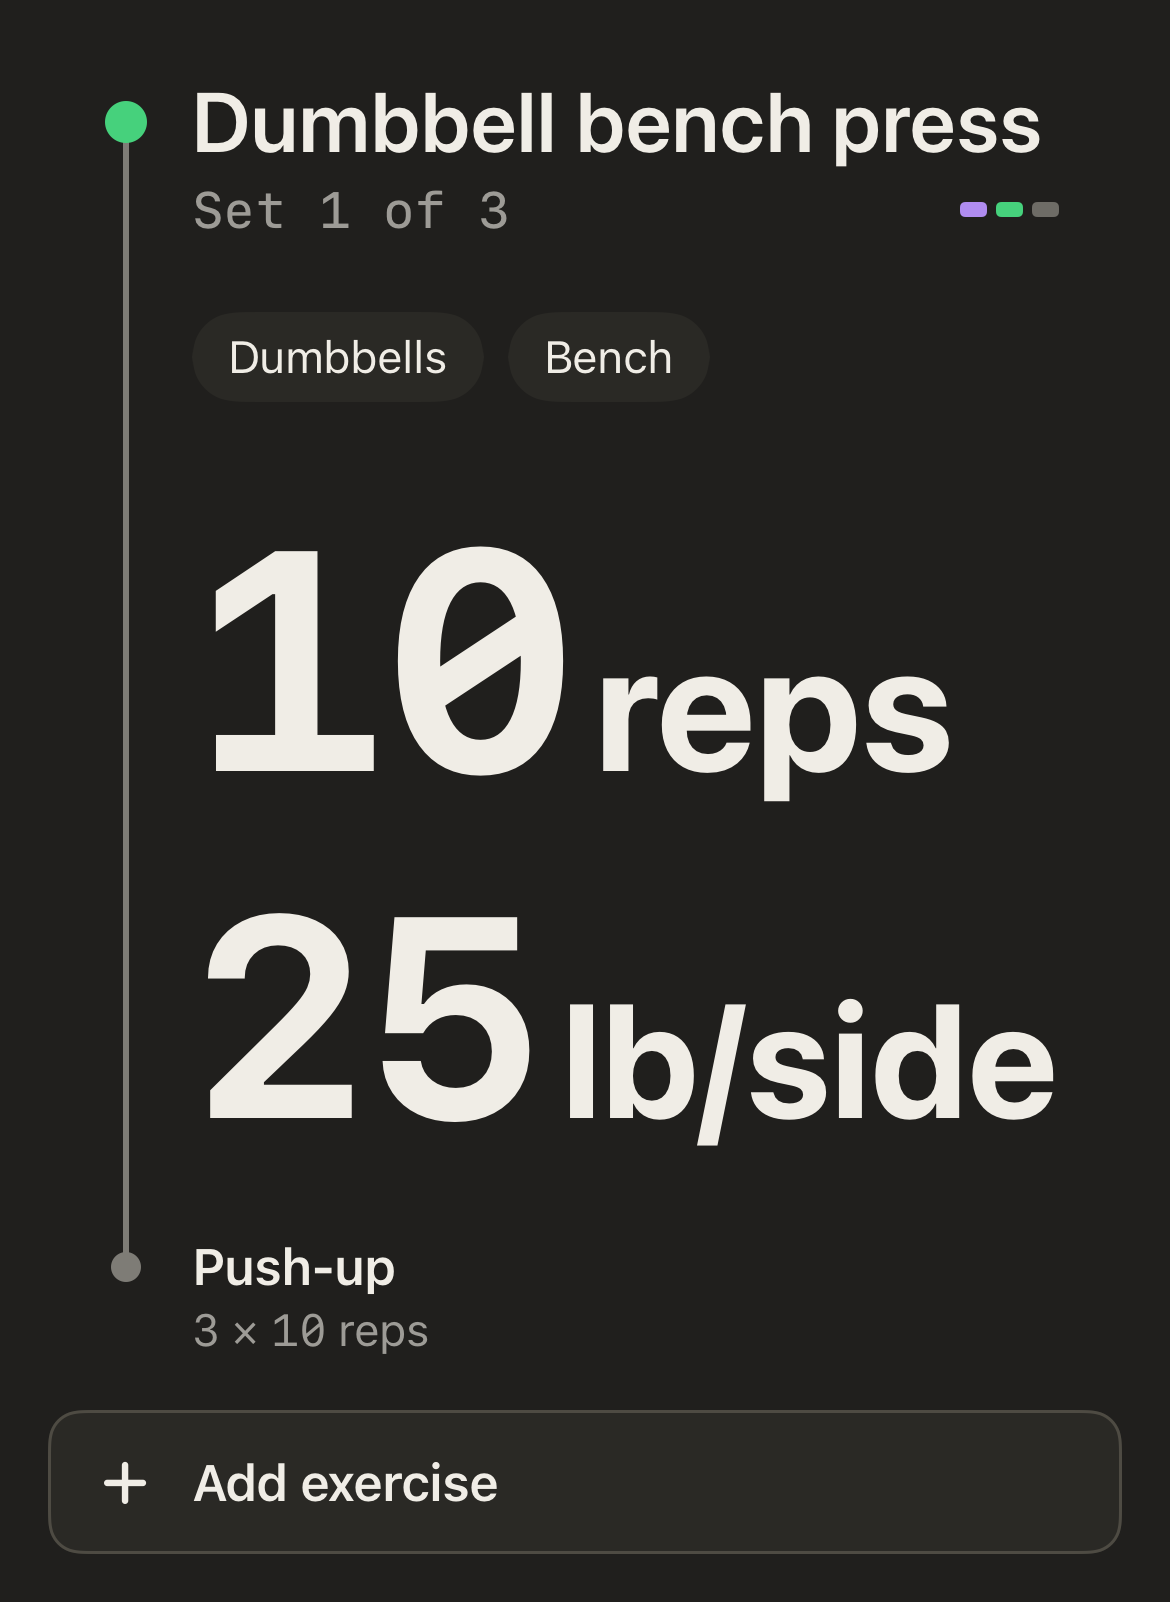 Dumbbell bench press
Set 1 of 3
Dumbbells Bench
10 reps
25 lb/side
Push-up
3 × 10 reps
Add exercise